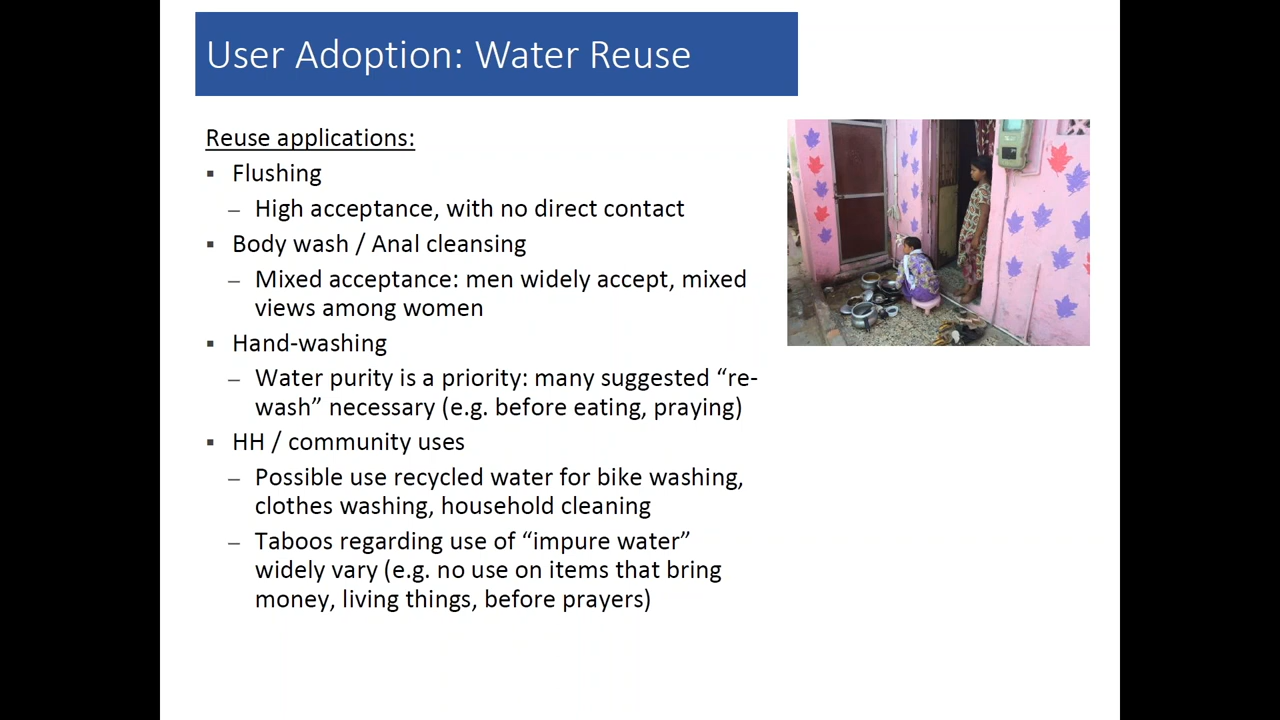 User Adoption: Water Reuse
Reuse applications:
▪ Flushing
– High acceptance, with no direct contact
▪ Body wash / Anal cleansing
– Mixed acceptance: men widely accept, mixed
views among women
▪ Hand-washing
– Water purity is a priority: many suggested “re-
wash” necessary (e.g. before eating, praying)
▪ HH / community uses
– Possible use recycled water for bike washing,
clothes washing, household cleaning
– Taboos regarding use of “impure water”
widely vary (e.g. no use on items that bring
money, living things, before prayers)